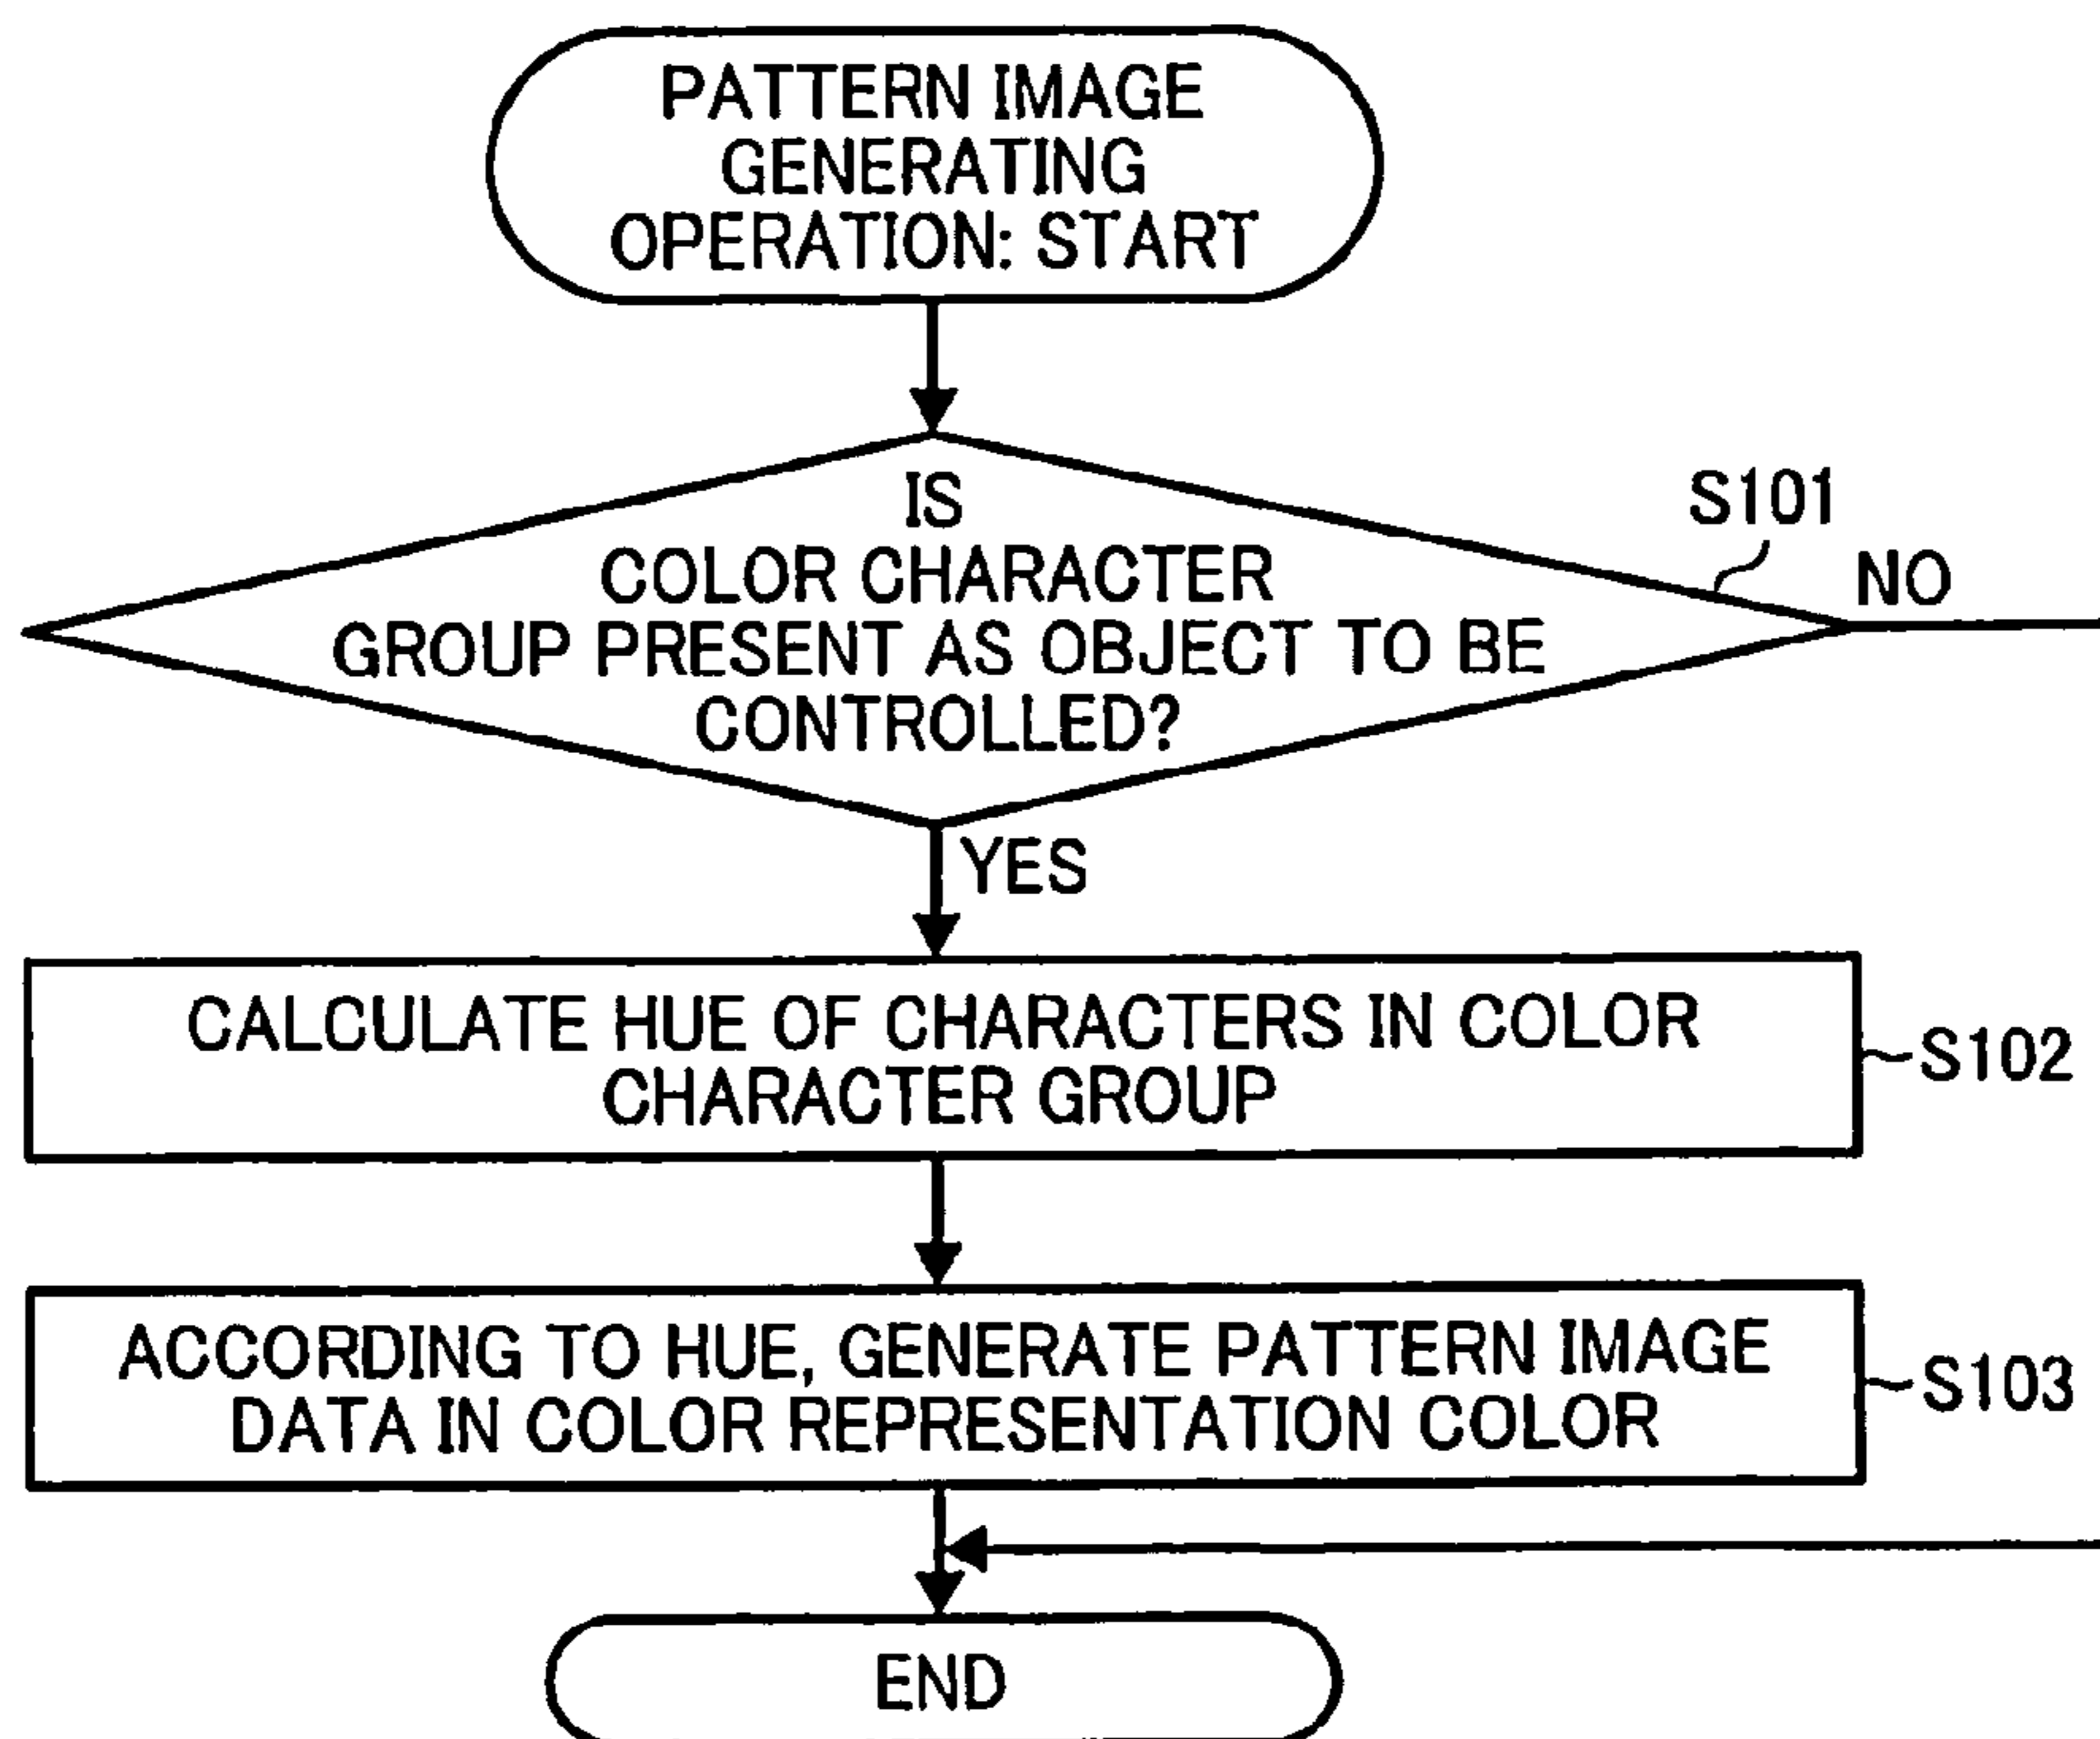 PATTERN IMAGE
GENERATING
OPERATION: START
IS
COLOR CHARACTER
GROUP PRESENT AS OBJECT TO BE
CONTROLLED?
S101
NO
YES
CALCULATE HUE OF CHARACTERS IN COLOR
CHARACTER GROUP
S102
ACCORDING TO HUE, GENERATE PATTERN IMAGE
DATA IN COLOR REPRESENTATION COLOR
S103
END